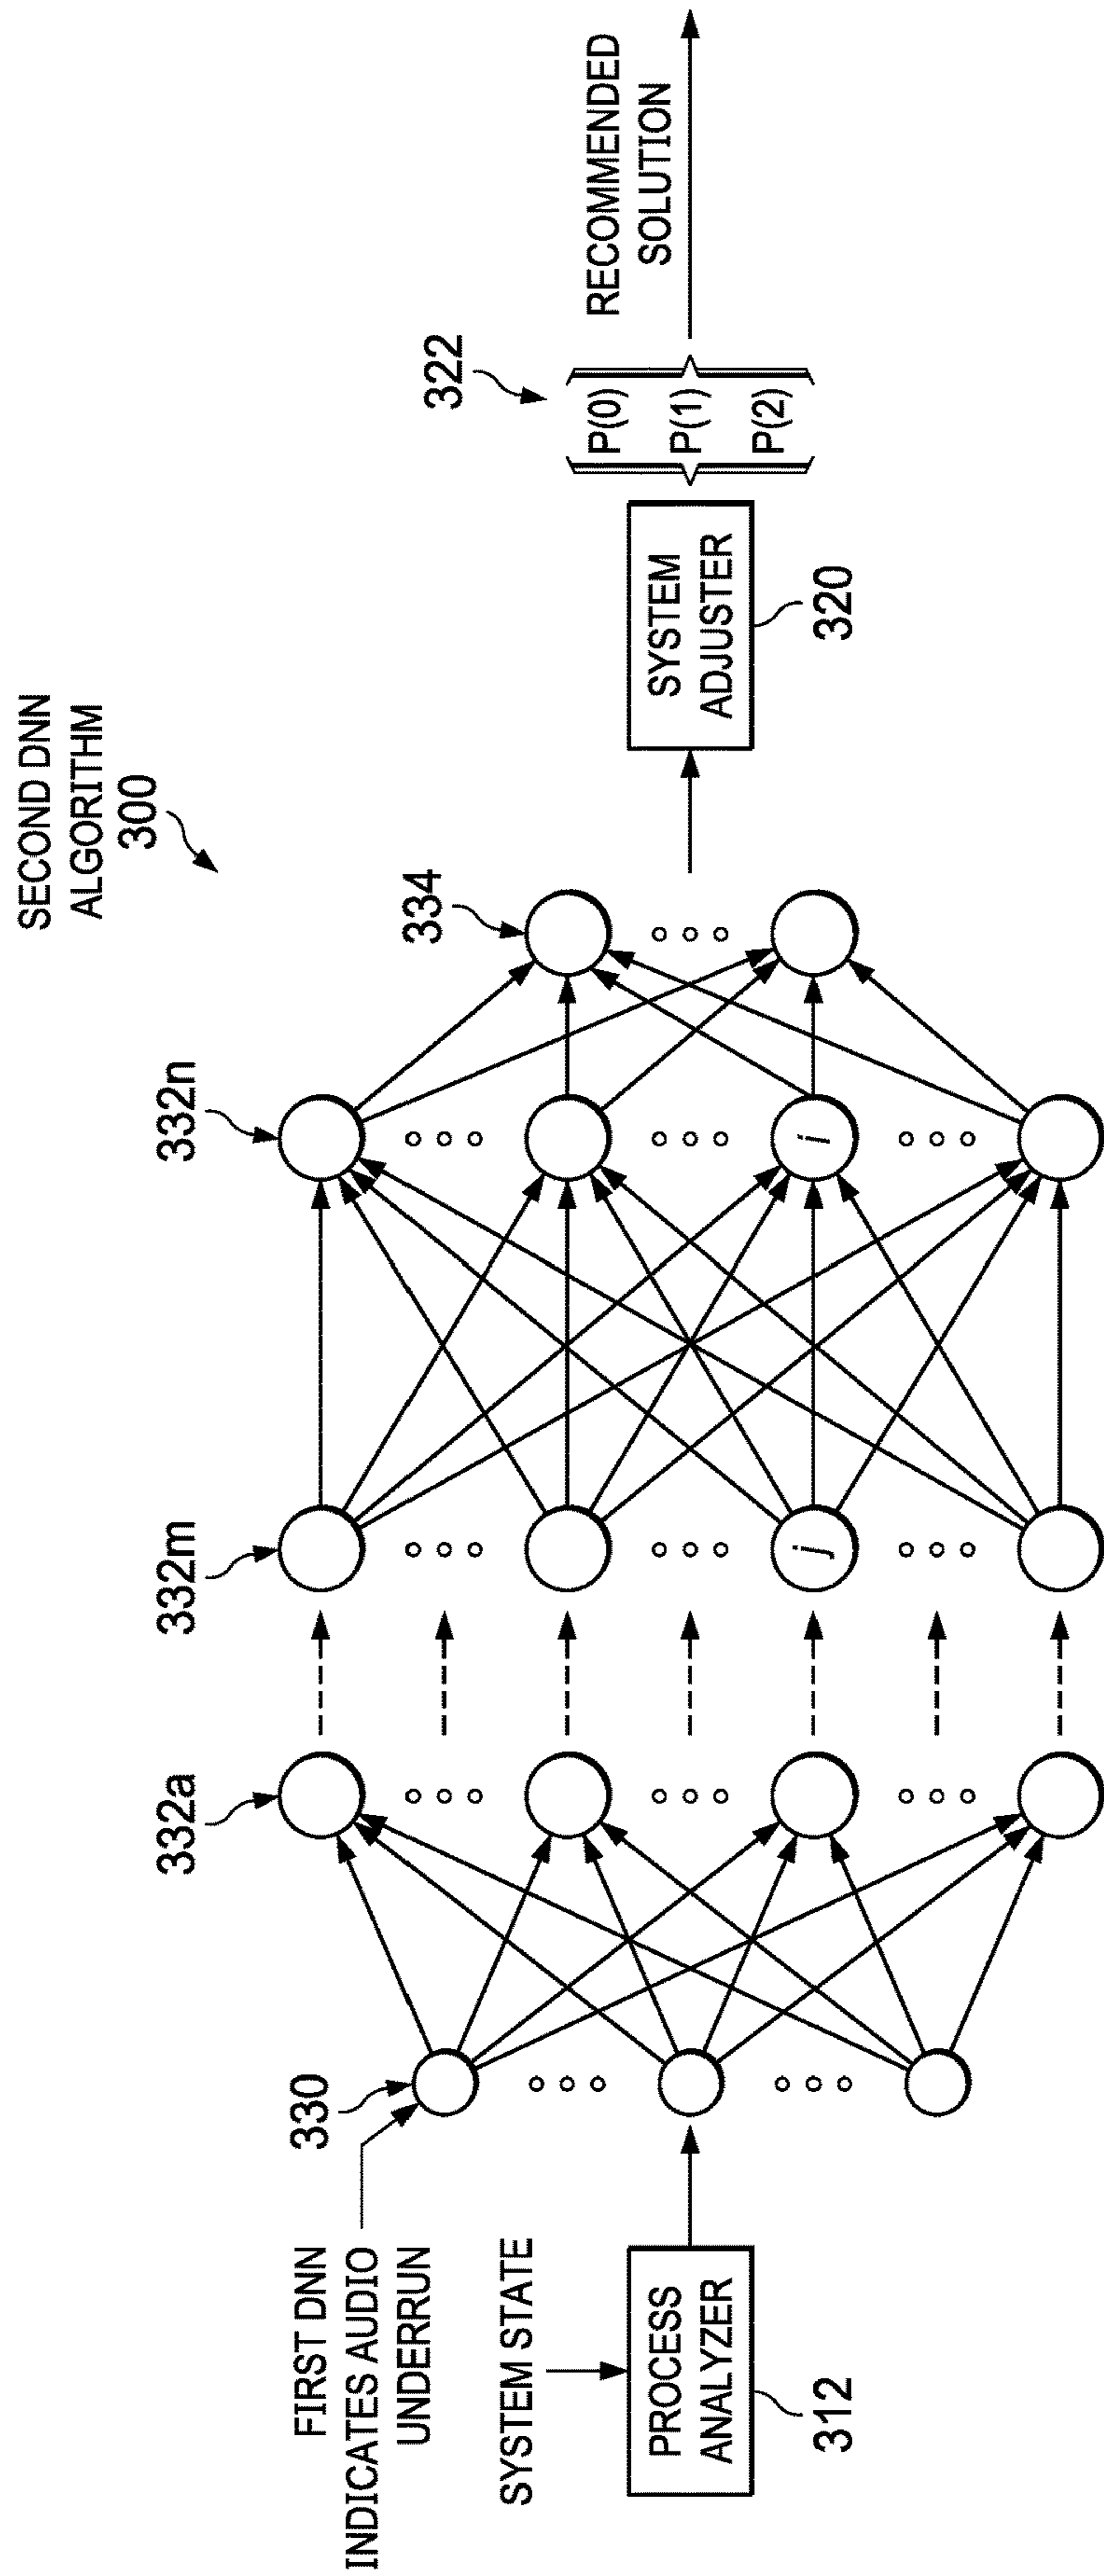 SECOND DNN
ALGORITHM
300
FIRST DNN
INDICATES AUDIO
UNDERRUN
330
332a
332m
332n
334
322
SYSTEM STATE
PROCESS
ANALYZER
312
j
i
SYSTEM
ADJUSTER
320
P(0)
P(1)
P(2)
RECOMMENDED
SOLUTION